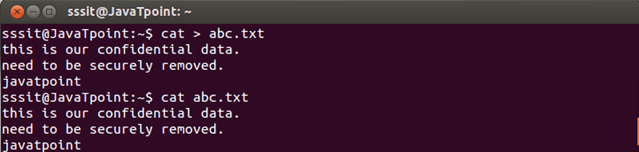 sssit@JavaTpoint: ~
sssit@JavaTpoint:~$ cat > abc.txt
this is our confidential data.
need to be securely removed.
javatpoint
sssit@JavaTpoint:~$ cat abc.txt
this is our confidential data.
need to be securely removed.
javatpoint